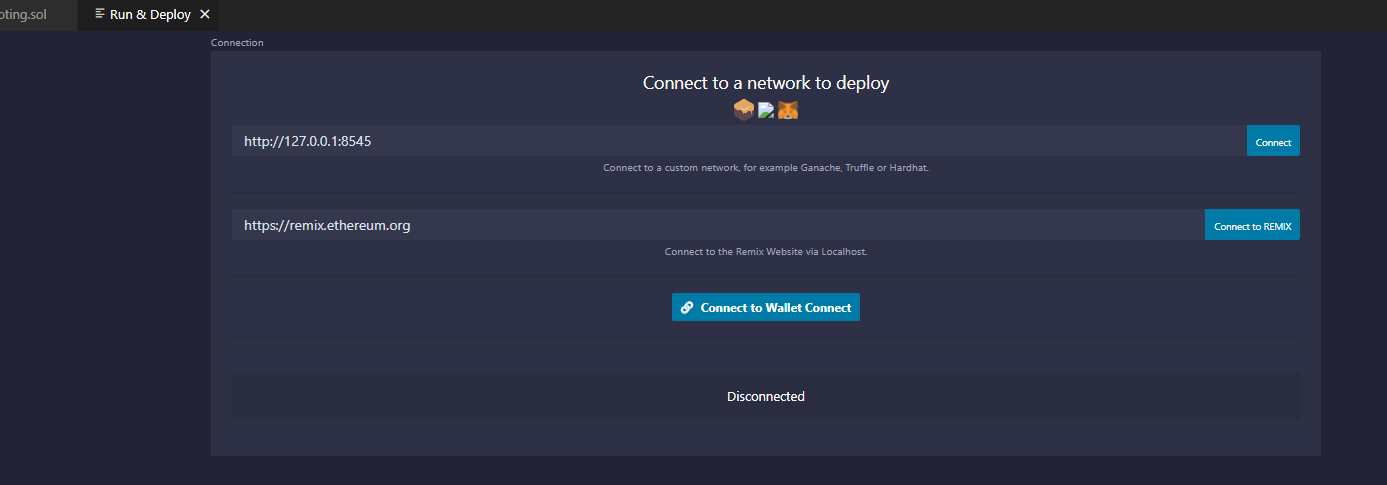 oting.sol
Run & Deploy
Connection
Connect to a network to deploy
http://127.0.0.1:8545 Connect
Connect to a custom network, for example Ganache, Truffle or Hardhat.
https://remix.ethereum.org Connect to REMIX
Connect to the Remix Website via Localhost.
Connect to Wallet Connect
Disconnected